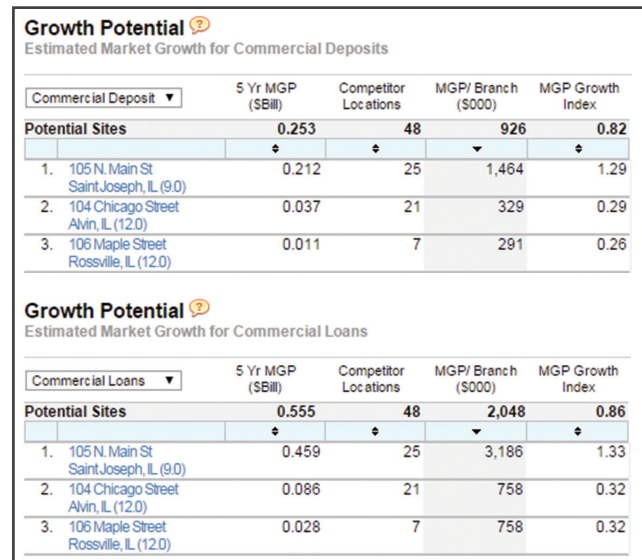 Growth Potential ?
Estimated Market Growth for Commercial Deposits
Commercial Deposit ▼ 5 Yr MGP ($Bill) Competitor Locations MGP/ Branch ($000) MGP Growth Index
Potential Sites 0.253 48 926 0.82
1. 105 N. Main St 0.212 25 1,464 1.29
Saint Joseph, IL (9.0)
2. 104 Chicago Street 0.037 21 329 0.29
Alvin, IL (12.0)
3. 106 Maple Street 0.011 7 291 0.26
Rossville, IL (12.0)
Growth Potential ?
Estimated Market Growth for Commercial Loans
Commercial Loans ▼ 5 Yr MGP ($Bill) Competitor Locations MGP/ Branch ($000) MGP Growth Index
Potential Sites 0.555 48 2,048 0.86
1. 105 N. Main St 0.459 25 3,186 1.33
Saint Joseph, IL (9.0)
2. 104 Chicago Street 0.086 21 758 0.32
Alvin, IL (12.0)
3. 106 Maple Street 0.028 7 758 0.32
Rossville, IL (12.0)